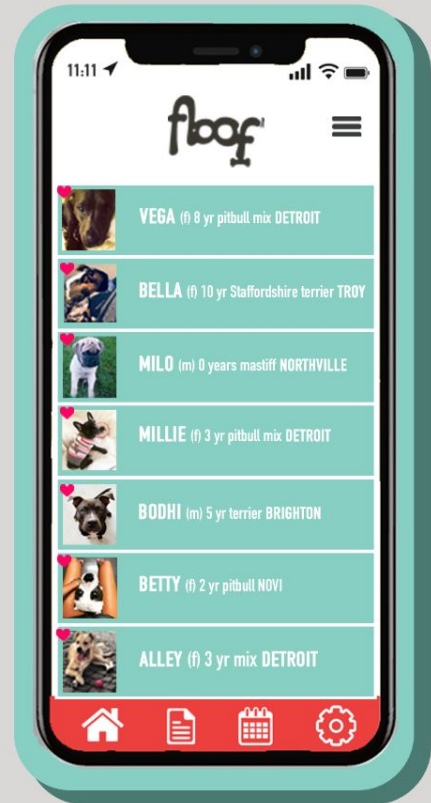 11:11
floof
VEGA (f) 8 yr pitbull mix DETROIT
BELLA (f) 10 yr Staffordshire terrier TROY
MILO (m) 0 years mastiff NORTHVILLE
MILLIE (f) 3 yr pitbull mix DETROIT
BODHI (m) 5 yr terrier BRIGHTON
BETTY (f) 2 yr pitbull NOVI
ALLEY (f) 3 yr mix DETROIT